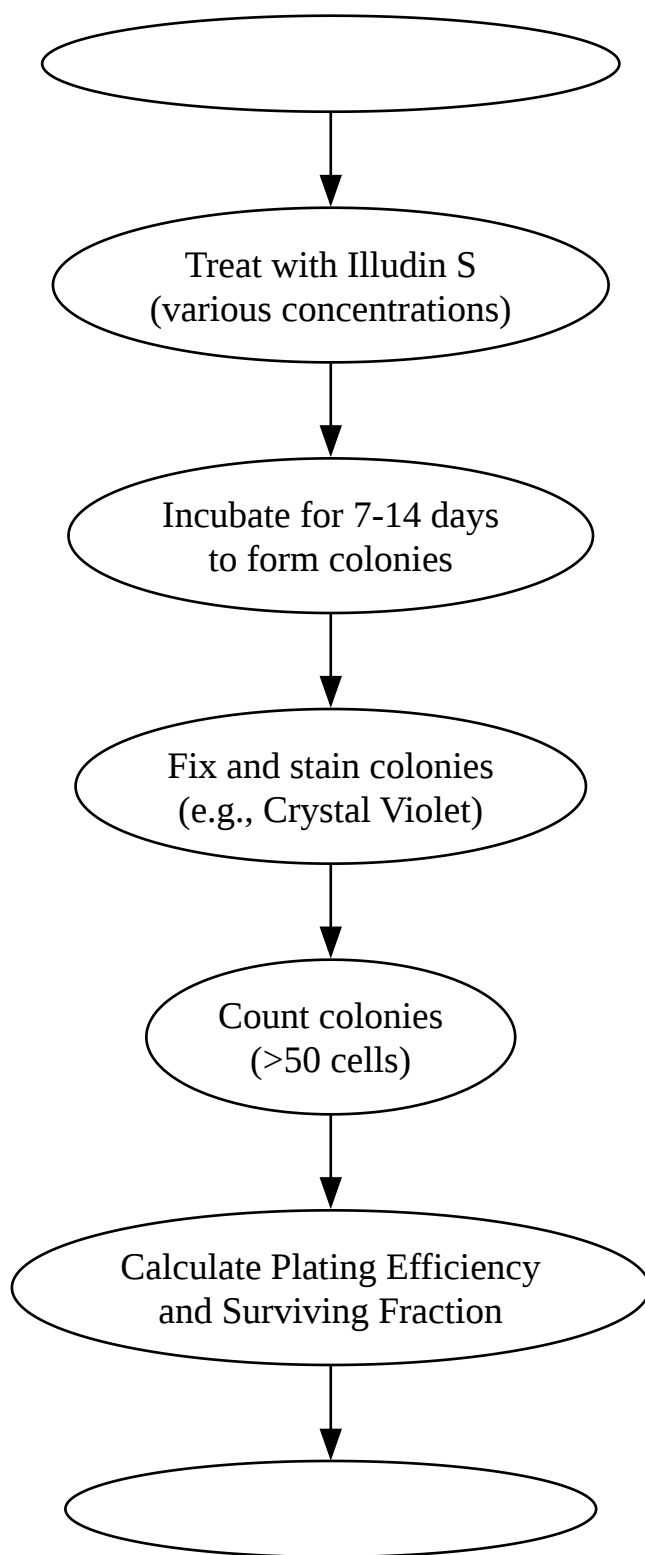 Treat with Illudin S
(various concentrations)
Incubate for 7-14 days
to form colonies
Fix and stain colonies
(e.g., Crystal Violet)
Count colonies
(>50 cells)
Calculate Plating Efficiency
and Surviving Fraction